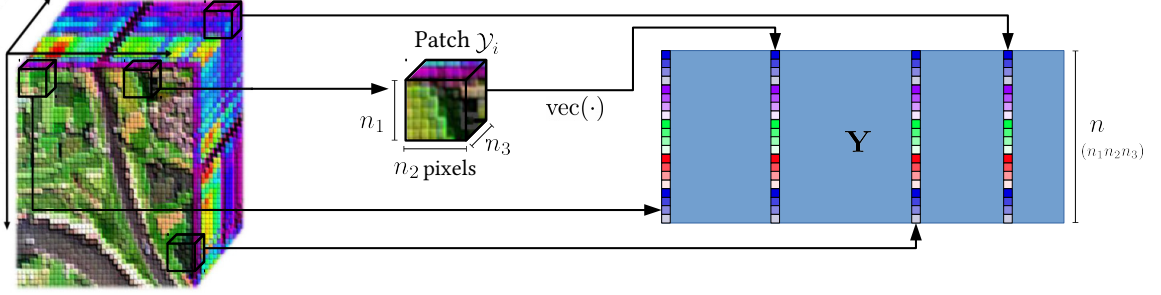 Patch 𝒴ᵢ
n₁
n₂ pixels
n₃
vec(·)
Y
n
(n₁n₂n₃)